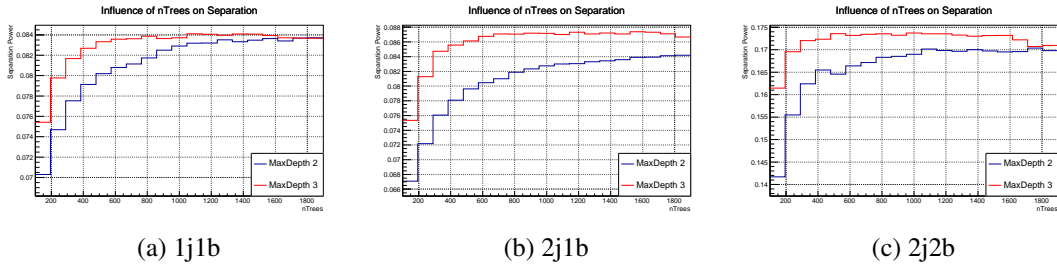 Influence of nTrees on Separation
Separation Power
0.084
0.082
0.08
0.078
0.076
0.074
0.072
0.07
200 400 600 800 1000 1200 1400 1600 1800
nTrees
MaxDepth 2
MaxDepth 3
(a) 1j1b
Influence of nTrees on Separation
Separation Power
0.088
0.086
0.084
0.082
0.08
0.078
0.076
0.074
0.072
0.07
0.068
0.066
200 400 600 800 1000 1200 1400 1600 1800
nTrees
MaxDepth 2
MaxDepth 3
(b) 2j1b
Influence of nTrees on Separation
Separation Power
0.175
0.17
0.165
0.16
0.155
0.15
0.145
0.14
200 400 600 800 1000 1200 1400 1600 1800
nTrees
MaxDepth 2
MaxDepth 3
(c) 2j2b